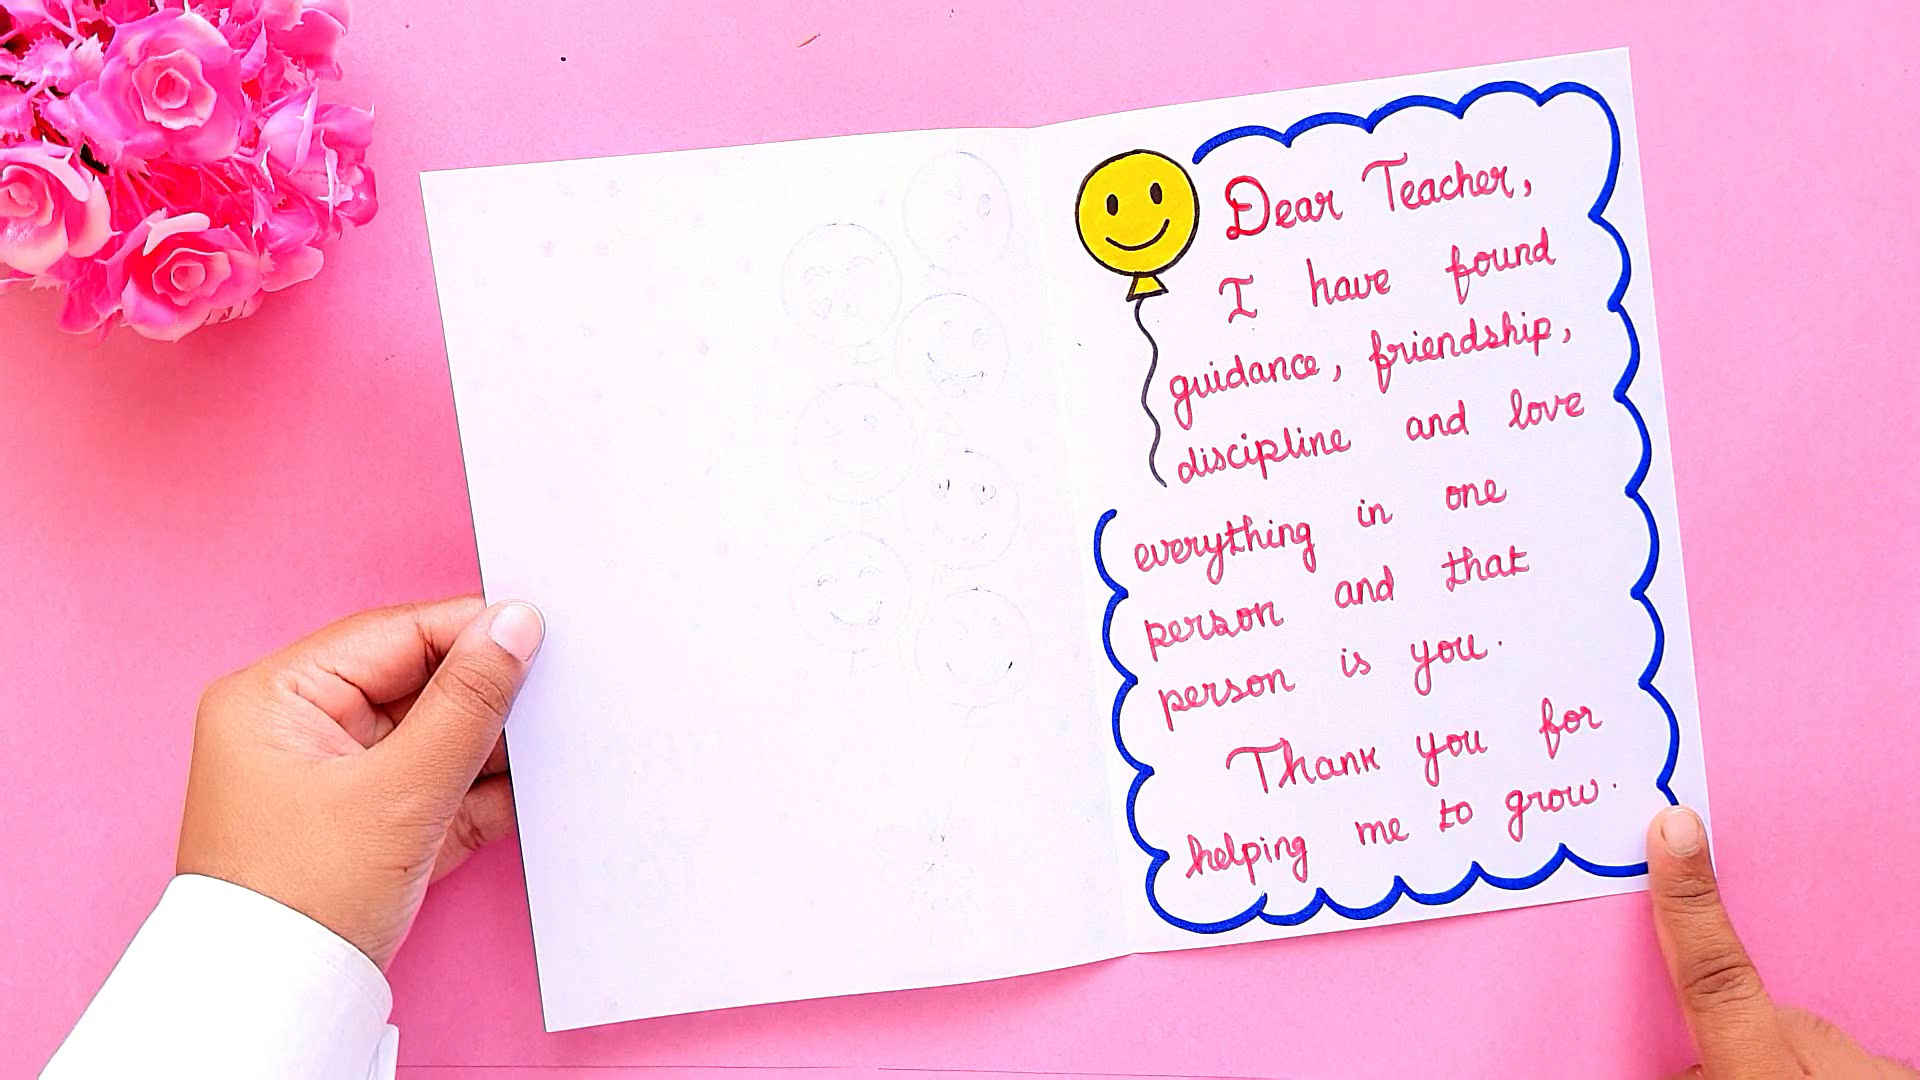 Dear Teacher,
I have found
guidance, friendship,
discipline and love
everything in one
person and that
person is you.
Thank you for
helping me to grow.